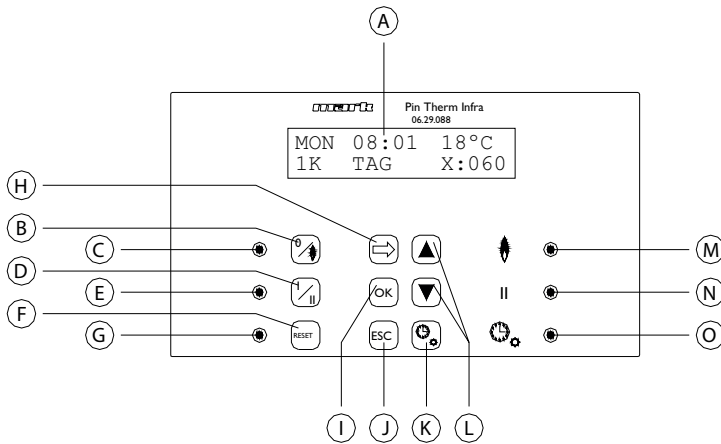 A
mark Pin Therm Infra
06.29.088
MON 08:01 18°C
1K TAG X:060
H
B
C 0/ M
D
E I/II II N
OK
F
G RESET ESC O
I J K L